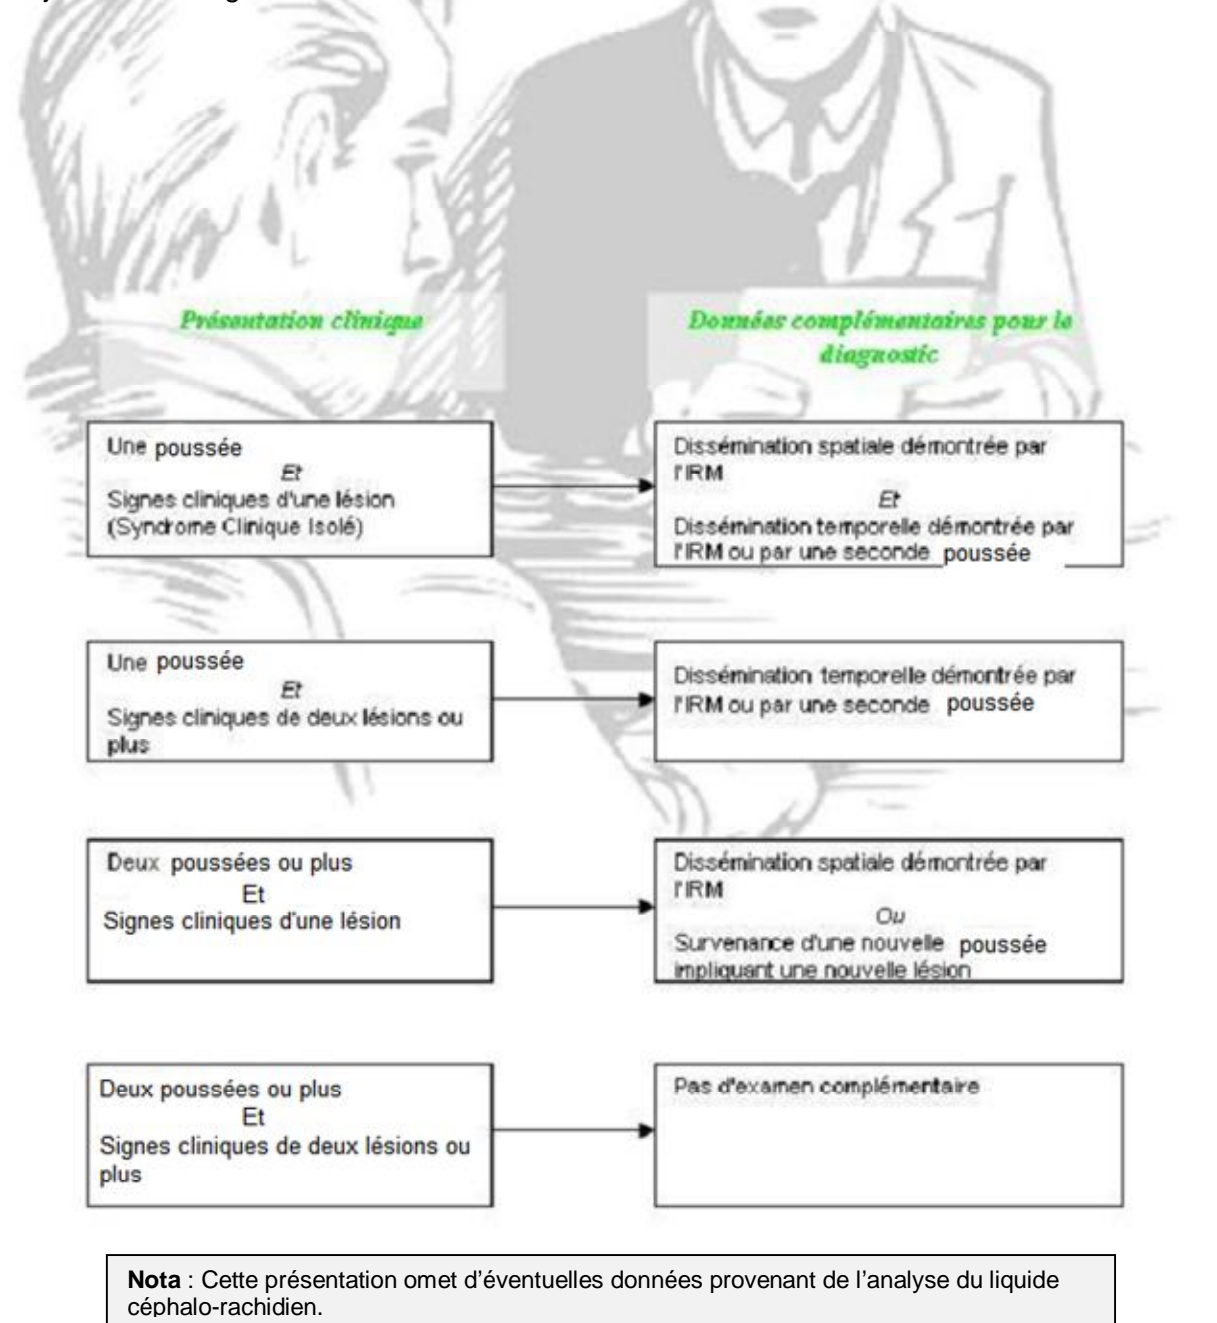 Présentation clinique
Données complémentaires pour le
diagnostic
Une poussée
Et
Signes cliniques d'une lésion
(Syndrome Clinique Isolé)
Dissémination spatiale démontrée par
l'IRM
Et
Dissémination temporelle démontrée par
l'IRM ou par une seconde poussée
Une poussée
Et
Signes cliniques de deux lésions ou
plus
Dissémination temporelle démontrée par
l'IRM ou par une seconde poussée
Deux poussées ou plus
Et
Signes cliniques d'une lésion
Dissémination spatiale démontrée par
l'IRM
Ou
Survenance d'une nouvelle poussée
impliquant une nouvelle lésion
Deux poussées ou plus
Et
Signes cliniques de deux lésions ou
plus
Pas d'examen complémentaire
Nota : Cette présentation omet d'éventuelles données provenant de l'analyse du liquide
céphalo-rachidien.